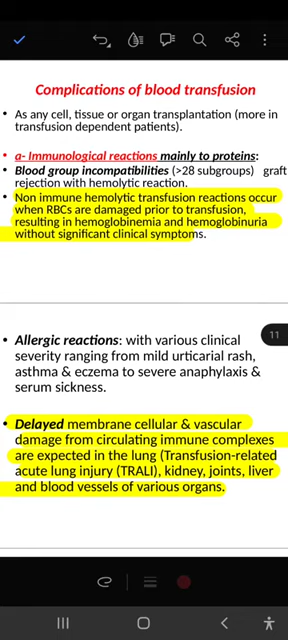 Complications of blood transfusion
• As any cell, tissue or organ transplantation (more in
transfusion dependent patients).
• a- Immunological reactions mainly to proteins:
• Blood group incompatibilities (>28 subgroups) graft
rejection with hemolytic reaction.
• Non immune hemolytic transfusion reactions occur
when RBCs are damaged prior to transfusion,
resulting in hemoglobinemia and hemoglobinuria
without significant clinical symptoms.
11
• Allergic reactions: with various clinical
severity ranging from mild urticarial rash,
asthma & eczema to severe anaphylaxis &
serum sickness.
• Delayed membrane cellular & vascular
damage from circulating immune complexes
are expected in the lung (Transfusion-related
acute lung injury (TRALI), kidney, joints, liver
and blood vessels of various organs.